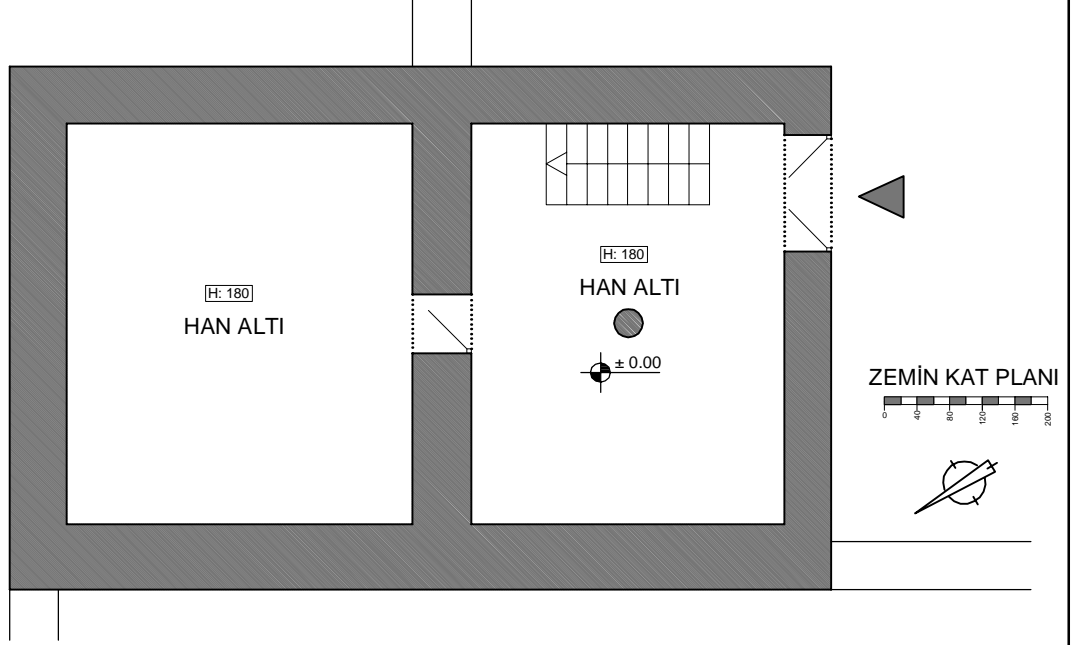 H: 180
HAN ALTI
H: 180
HAN ALTI
± 0.00
ZEMİN KAT PLANI
0 40 80 120 160 200